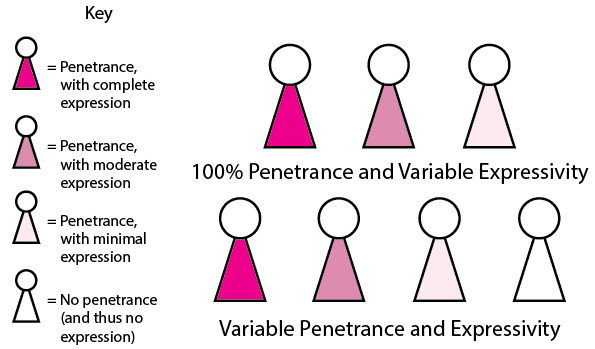 Key
= Penetrance,
with complete
expression
= Penetrance,
with moderate
expression
= Penetrance,
with minimal
expression
= No penetrance
(and thus no
expression)
100% Penetrance and Variable Expressivity
Variable Penetrance and Expressivity